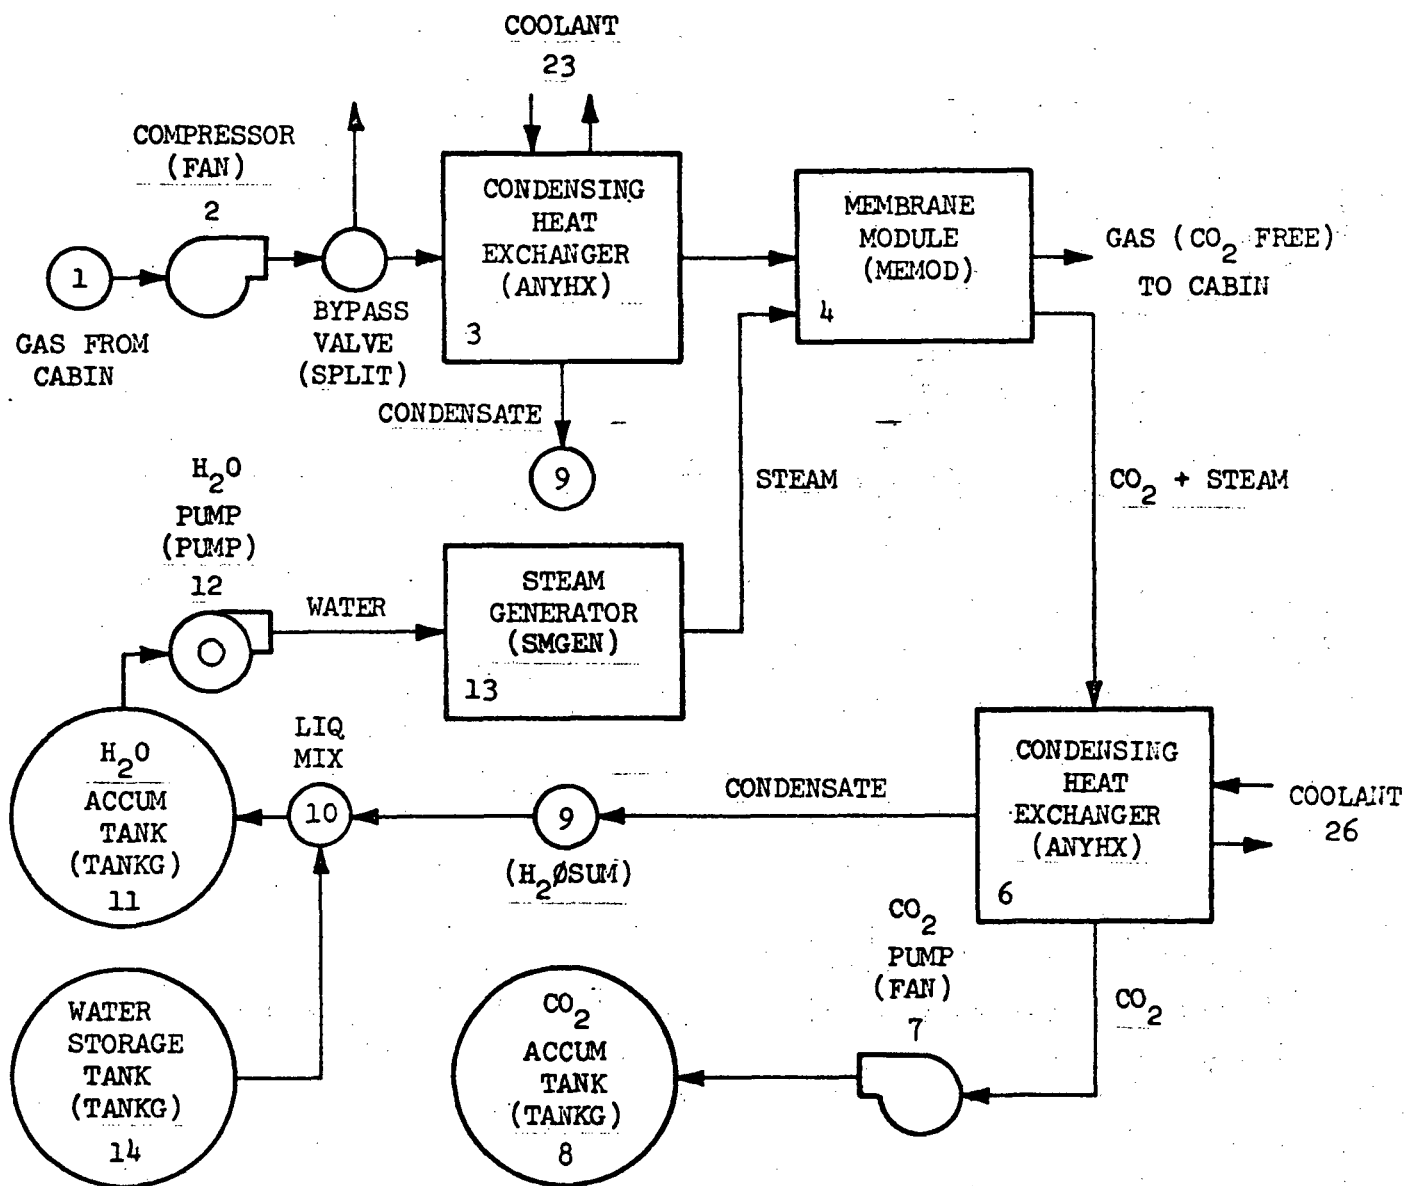 COOLANT
23
COMPRESSOR
(FAN)
2
1
GAS FROM
CABIN
BYPASS
VALVE
(SPLIT)
CONDENSING
HEAT
EXCHANGER
(ANYHX)
3
MEMBRANE
MODULE
(MEMOD)
4
GAS (CO2 FREE)
TO CABIN
CONDENSATE
9
STEAM
CO2 + STEAM
H2O
PUMP
(PUMP)
12
WATER
STEAM
GENERATOR
(SMGEN)
13
H2O
ACCUM
TANK
(TANKG)
11
LIQ
MIX
10
9
(H2ØSUM)
CONDENSATE
CONDENSING
HEAT
EXCHANGER
(ANYHX)
6
COOLANT
26
WATER
STORAGE
TANK
(TANKG)
14
CO2
ACCUM
TANK
(TANKG)
8
CO2
PUMP
(FAN)
7
CO2